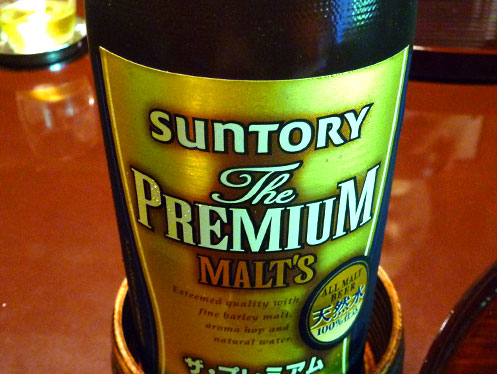 SUNTORY
The
PREMIUM
MALT'S
Esteemed quality with
fine barley malt,
aroma hop and
natural water.
ALL MALT
BEER
天然水
100%
ザ・プレミアム